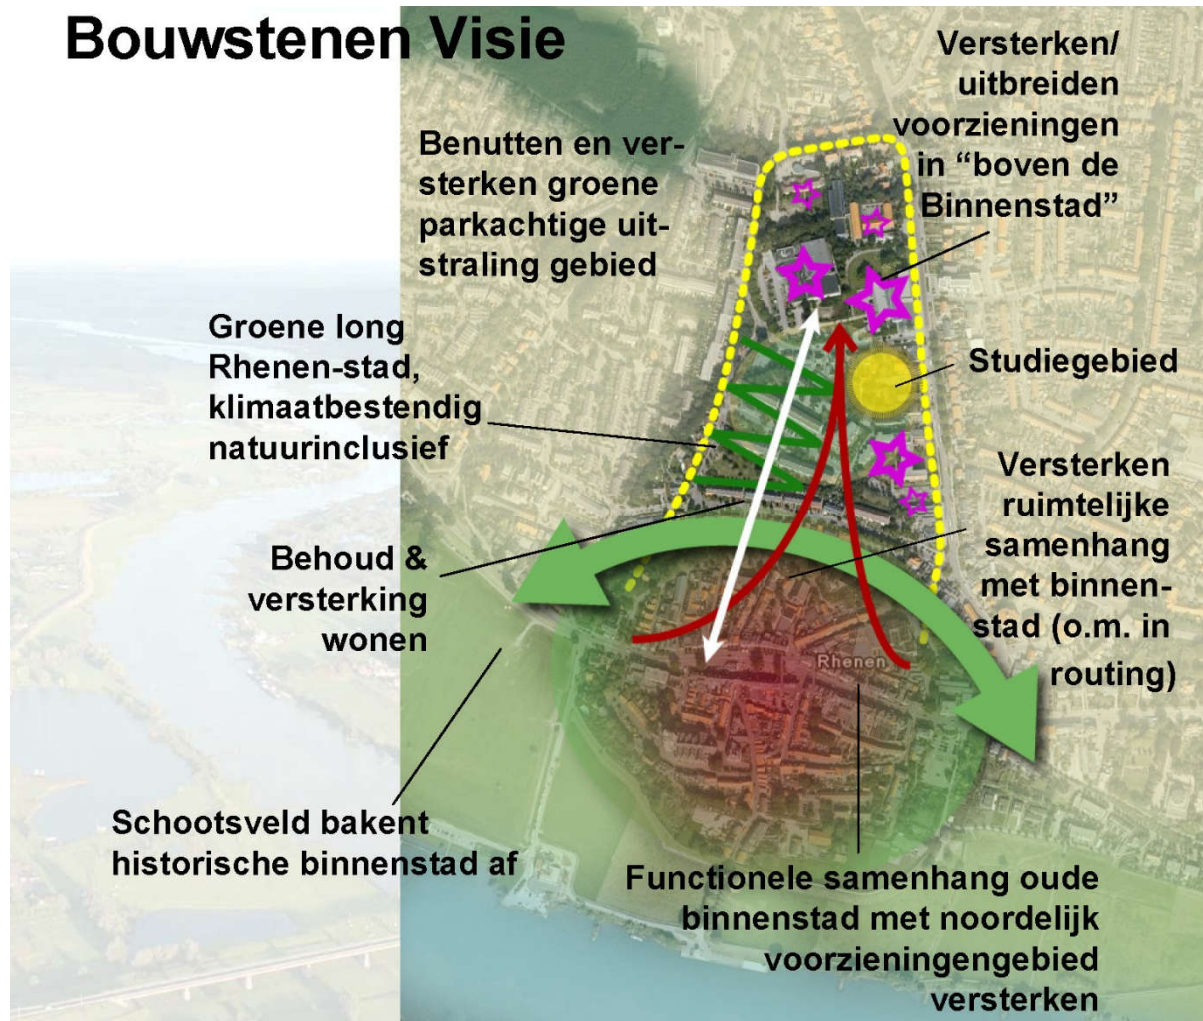 Bouwstenen Visie
Versterken/
uitbreiden
voorzieningen
in “boven de
Binnenstad”
Benutten en ver-
sterken groene
parkachtige uit-
straling gebied
Groene long
Rhenen-stad,
klimaatbestendig
natuurinclusief
Studiegebied
Versterken
ruimtelijke
samenhang
met binnen-
stad (o.m. in
routing)
Behoud &
versterking
wonen
Rhenen
Schootsveld bakent
historische binnenstad af
Functionele samenhang oude
binnenstad met noordelijk
voorzieningengebied
versterken